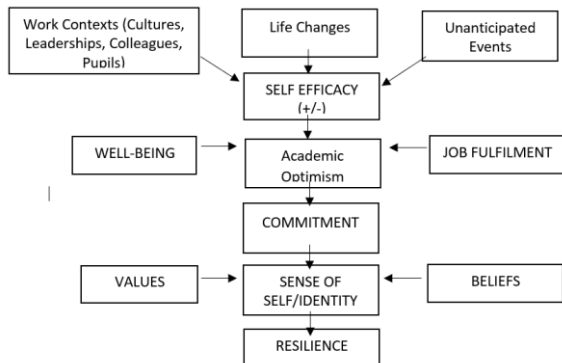 Work Contexts (Cultures,
Leaderships, Colleagues,
Pupils)
Life Changes
Unanticipated
Events
SELF EFFICACY
(+/-)
WELL-BEING
Academic
Optimism
JOB FULFILMENT
COMMITMENT
VALUES
SENSE OF
SELF/IDENTITY
BELIEFS
RESILIENCE